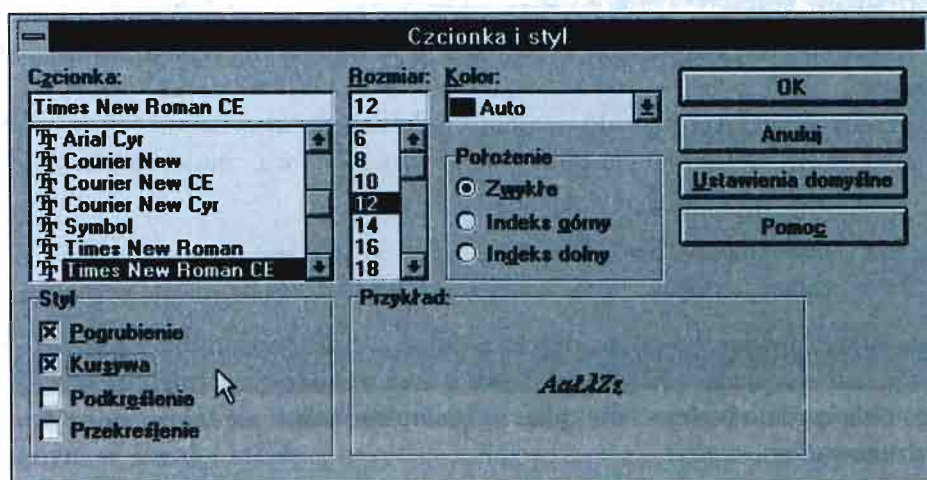 Czcionka i styl
Czcionka:
Times New Roman CE
Arial Cyr
Courier New
Courier New CE
Courier New Cyr
Symbol
Times New Roman
Times New Roman CE
Rozmiar:
12
6
8
10
12
14
16
18
Kolor:
Auto
Położenie
Zwykłe
Indeks górny
Indeks dolny
OK
Anuluj
Ustawienia domyślne
Pomoc
Styl
Pogrubienie
Kursywa
Podkreślenie
Przekreślenie
Przykład: